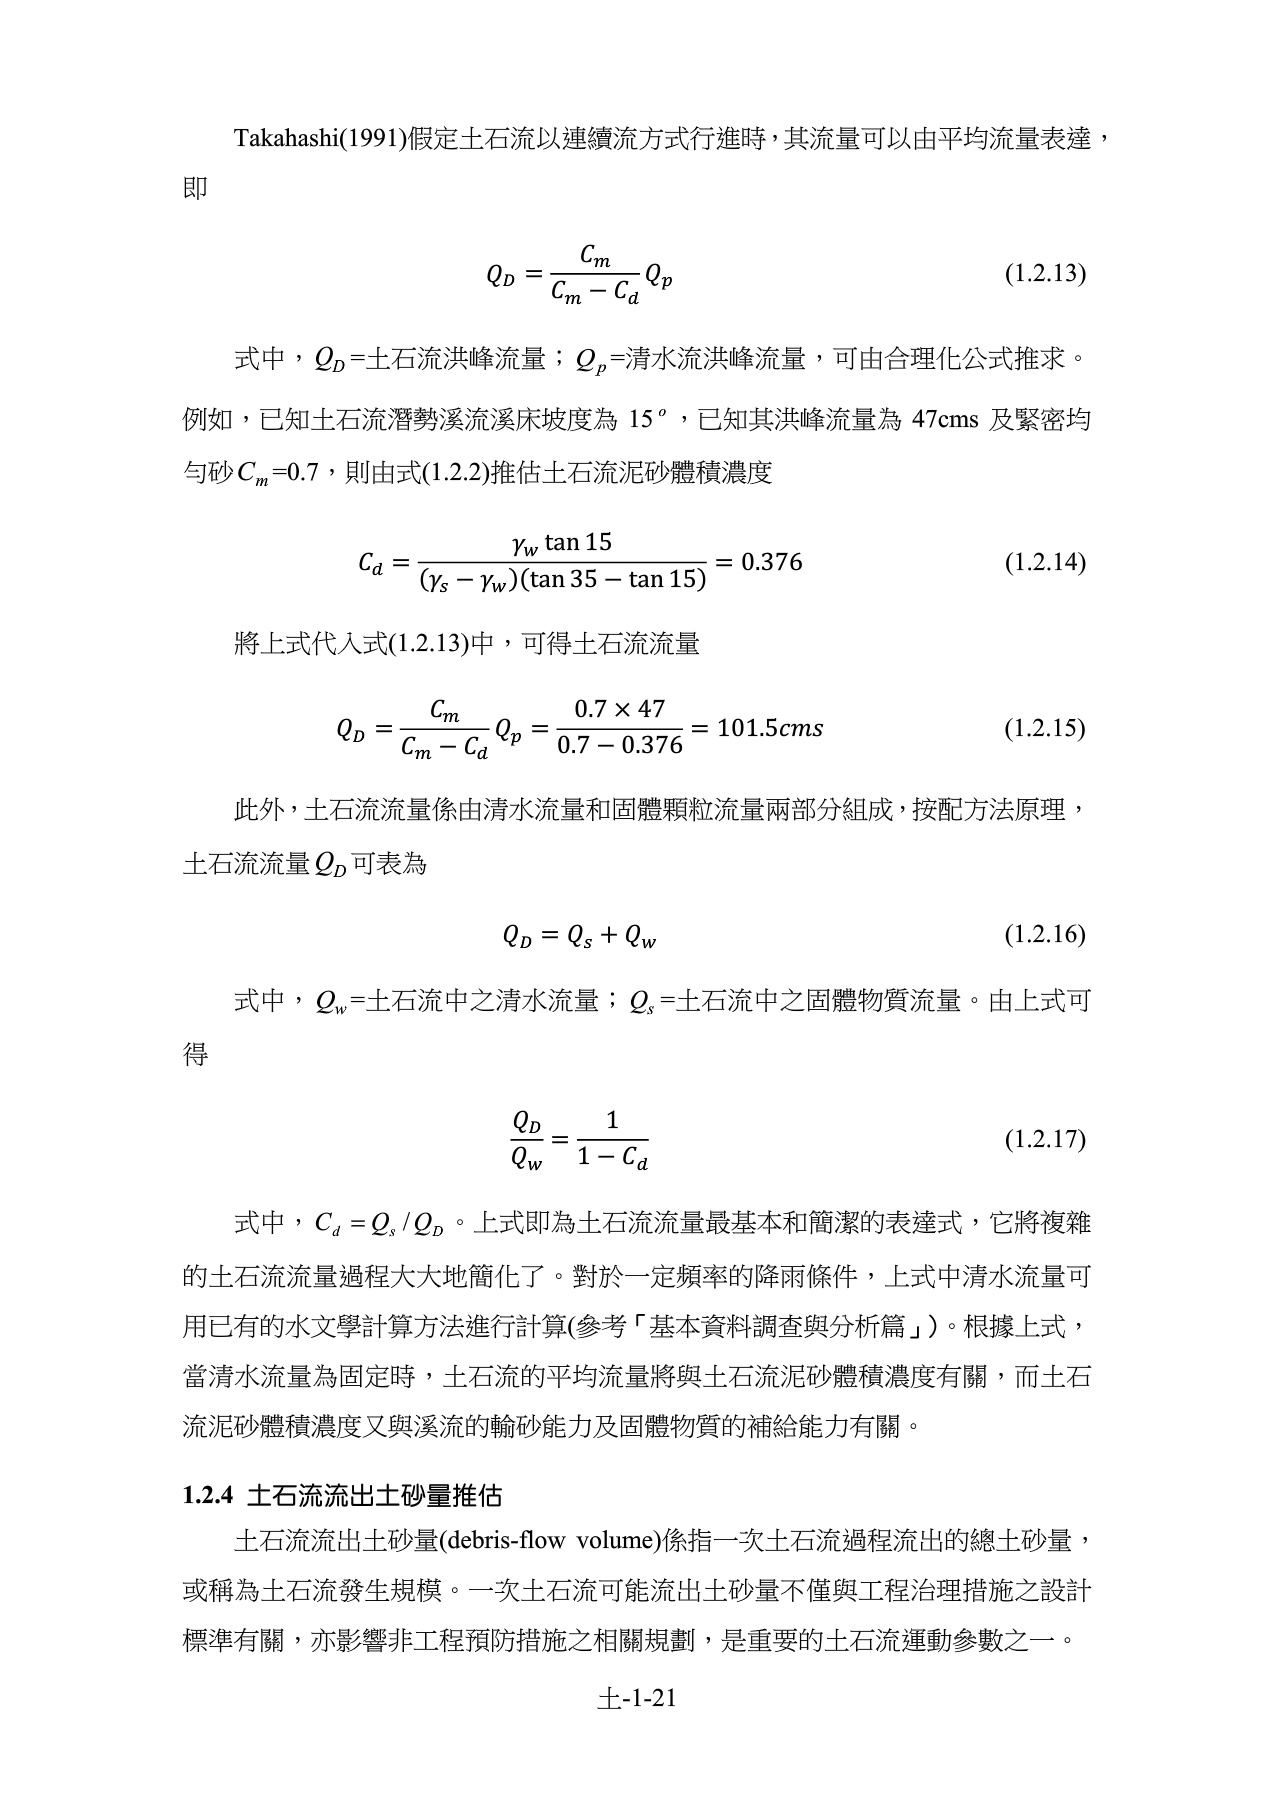 Takahashi(1991)假定土石流以連續流方式行進時，其流量可以由平均流量表達，
即
Q_D = C_m / (C_m − C_d) Q_p (1.2.13)
式中，Q_D=土石流洪峰流量；Q_p=清水流洪峰流量，可由合理化公式推求。
例如，已知土石流潛勢溪流溪床坡度為 15°，已知其洪峰流量為 47cms 及緊密均
勻砂C_m=0.7，則由式(1.2.2)推估土石流泥砂體積濃度
C_d = γ_w tan 15 / (γ_s − γ_w)(tan 35 − tan 15) = 0.376 (1.2.14)
將上式代入式(1.2.13)中，可得土石流流量
Q_D = C_m / (C_m − C_d) Q_p = 0.7 × 47 / (0.7 − 0.376) = 101.5cms (1.2.15)
此外，土石流流量係由清水流量和固體顆粒流量兩部分組成，按配方法原理，
土石流流量Q_D可表為
Q_D = Q_s + Q_w (1.2.16)
式中，Q_w=土石流中之清水流量；Q_s=土石流中之固體物質流量。由上式可
得
Q_D / Q_w = 1 / (1 − C_d) (1.2.17)
式中，C_d = Q_s / Q_D。上式即為土石流流量最基本和簡潔的表達式，它將複雜
的土石流流量過程大大地簡化了。對於一定頻率的降雨條件，上式中清水流量可
用已有的水文學計算方法進行計算(參考「基本資料調查與分析篇」)。根據上式，
當清水流量為固定時，土石流的平均流量將與土石流泥砂體積濃度有關，而土石
流泥砂體積濃度又與溪流的輸砂能力及固體物質的補給能力有關。
1.2.4 土石流流出土砂量推估
土石流流出土砂量(debris-flow volume)係指一次土石流過程流出的總土砂量，
或稱為土石流發生規模。一次土石流可能流出土砂量不僅與工程治理措施之設計
標準有關，亦影響非工程預防措施之相關規劃，是重要的土石流運動參數之一。
土-1-21